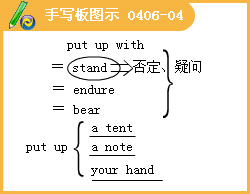 手写板图示 0406-04
put up with
= stand ⇒ 否定、疑问
= endure
= bear
a tent
put up a note
your hand